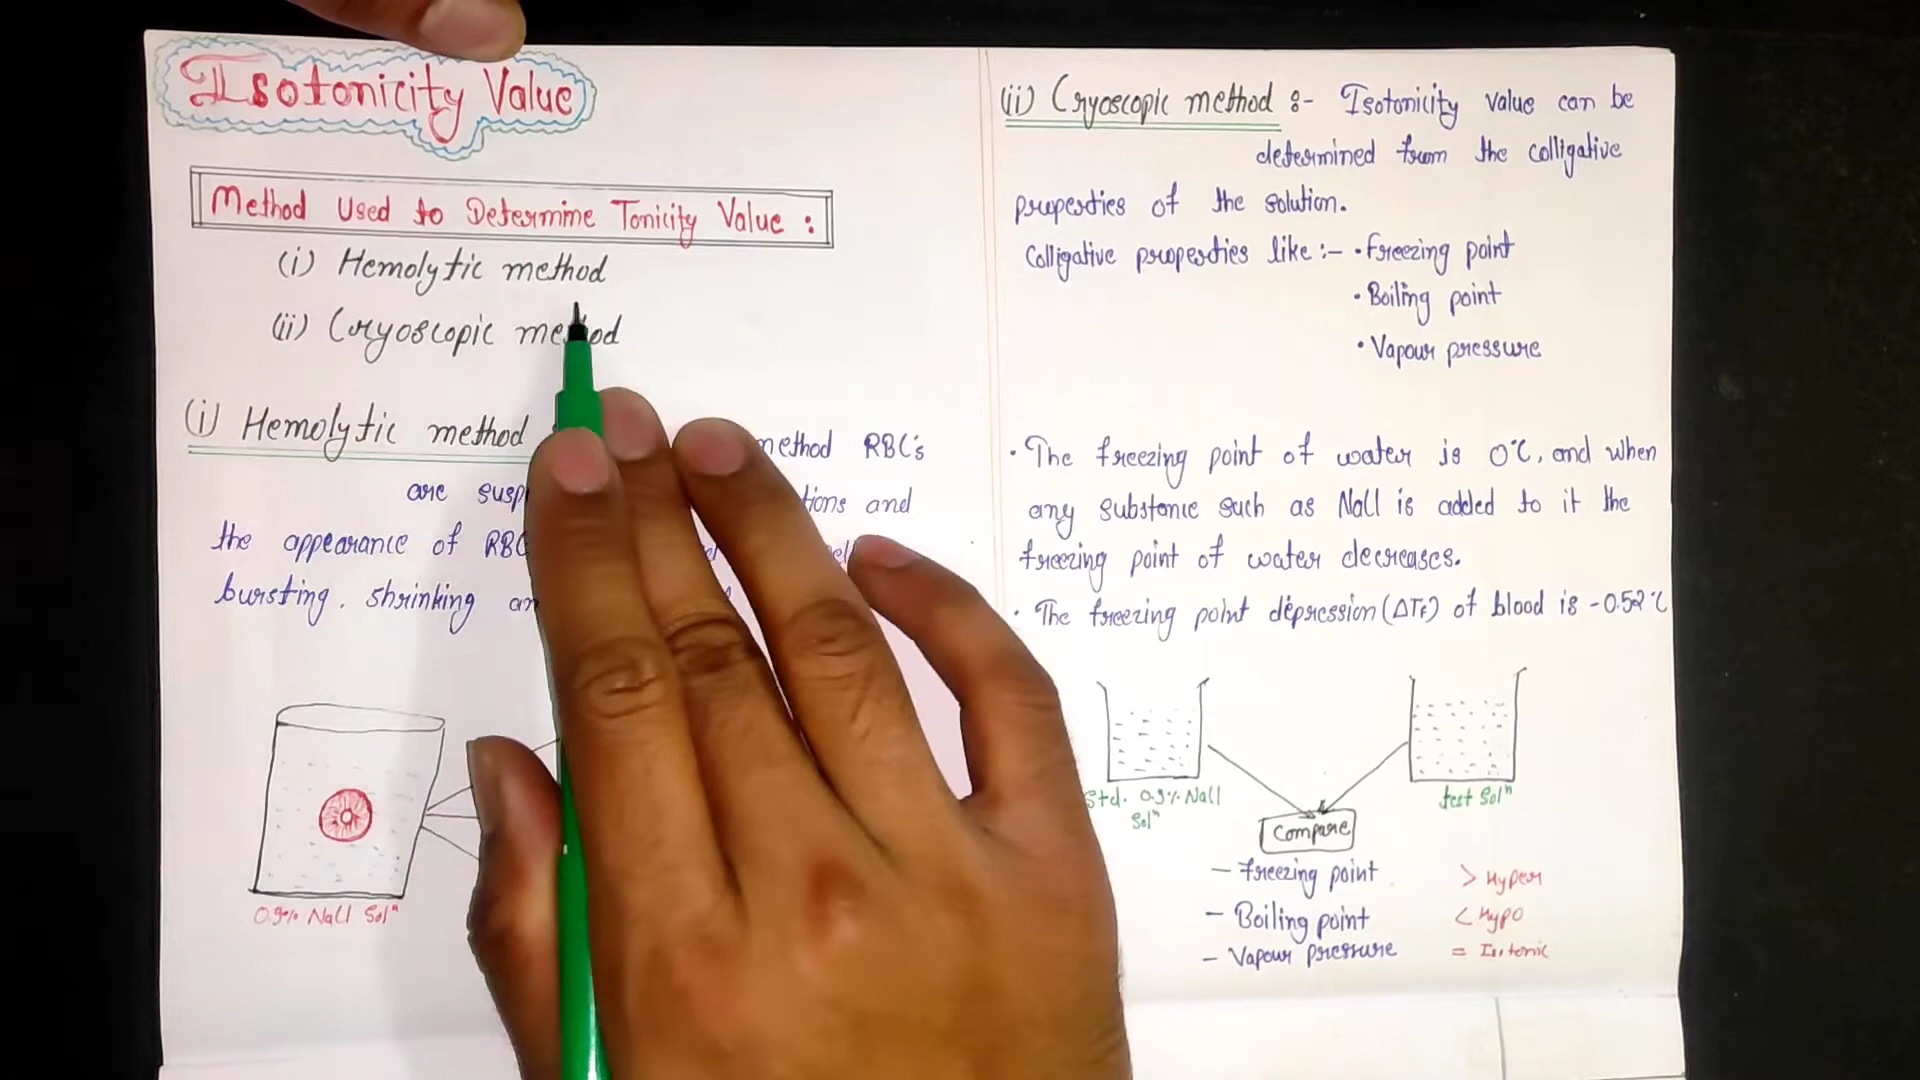 Isotonicity Value
Method Used to Determine Tonicity Value :
(i) Hemolytic method
(ii) Cryoscopic method
(i) Hemolytic method
method RBC's
are
and
the appearance of
bursting, shrinking
0.9% NaCl Solⁿ
(ii) Cryoscopic method :- Isotonicity value can be
determined from the colligative
properties of the solution.
Colligative properties like :- • Freezing point
• Boiling point
• Vapour pressure
• The freezing point of water is 0°C, and when
any substance such as NaCl is added to it the
freezing point of water decreases.
• The freezing point depression (ΔTf) of blood is -0.52°C
Std. 0.9% NaCl
Solⁿ
test Solⁿ
Compare
- Freezing point
> Hyper
- Boiling point
< Hypo
- Vapour pressure
= Isotonic